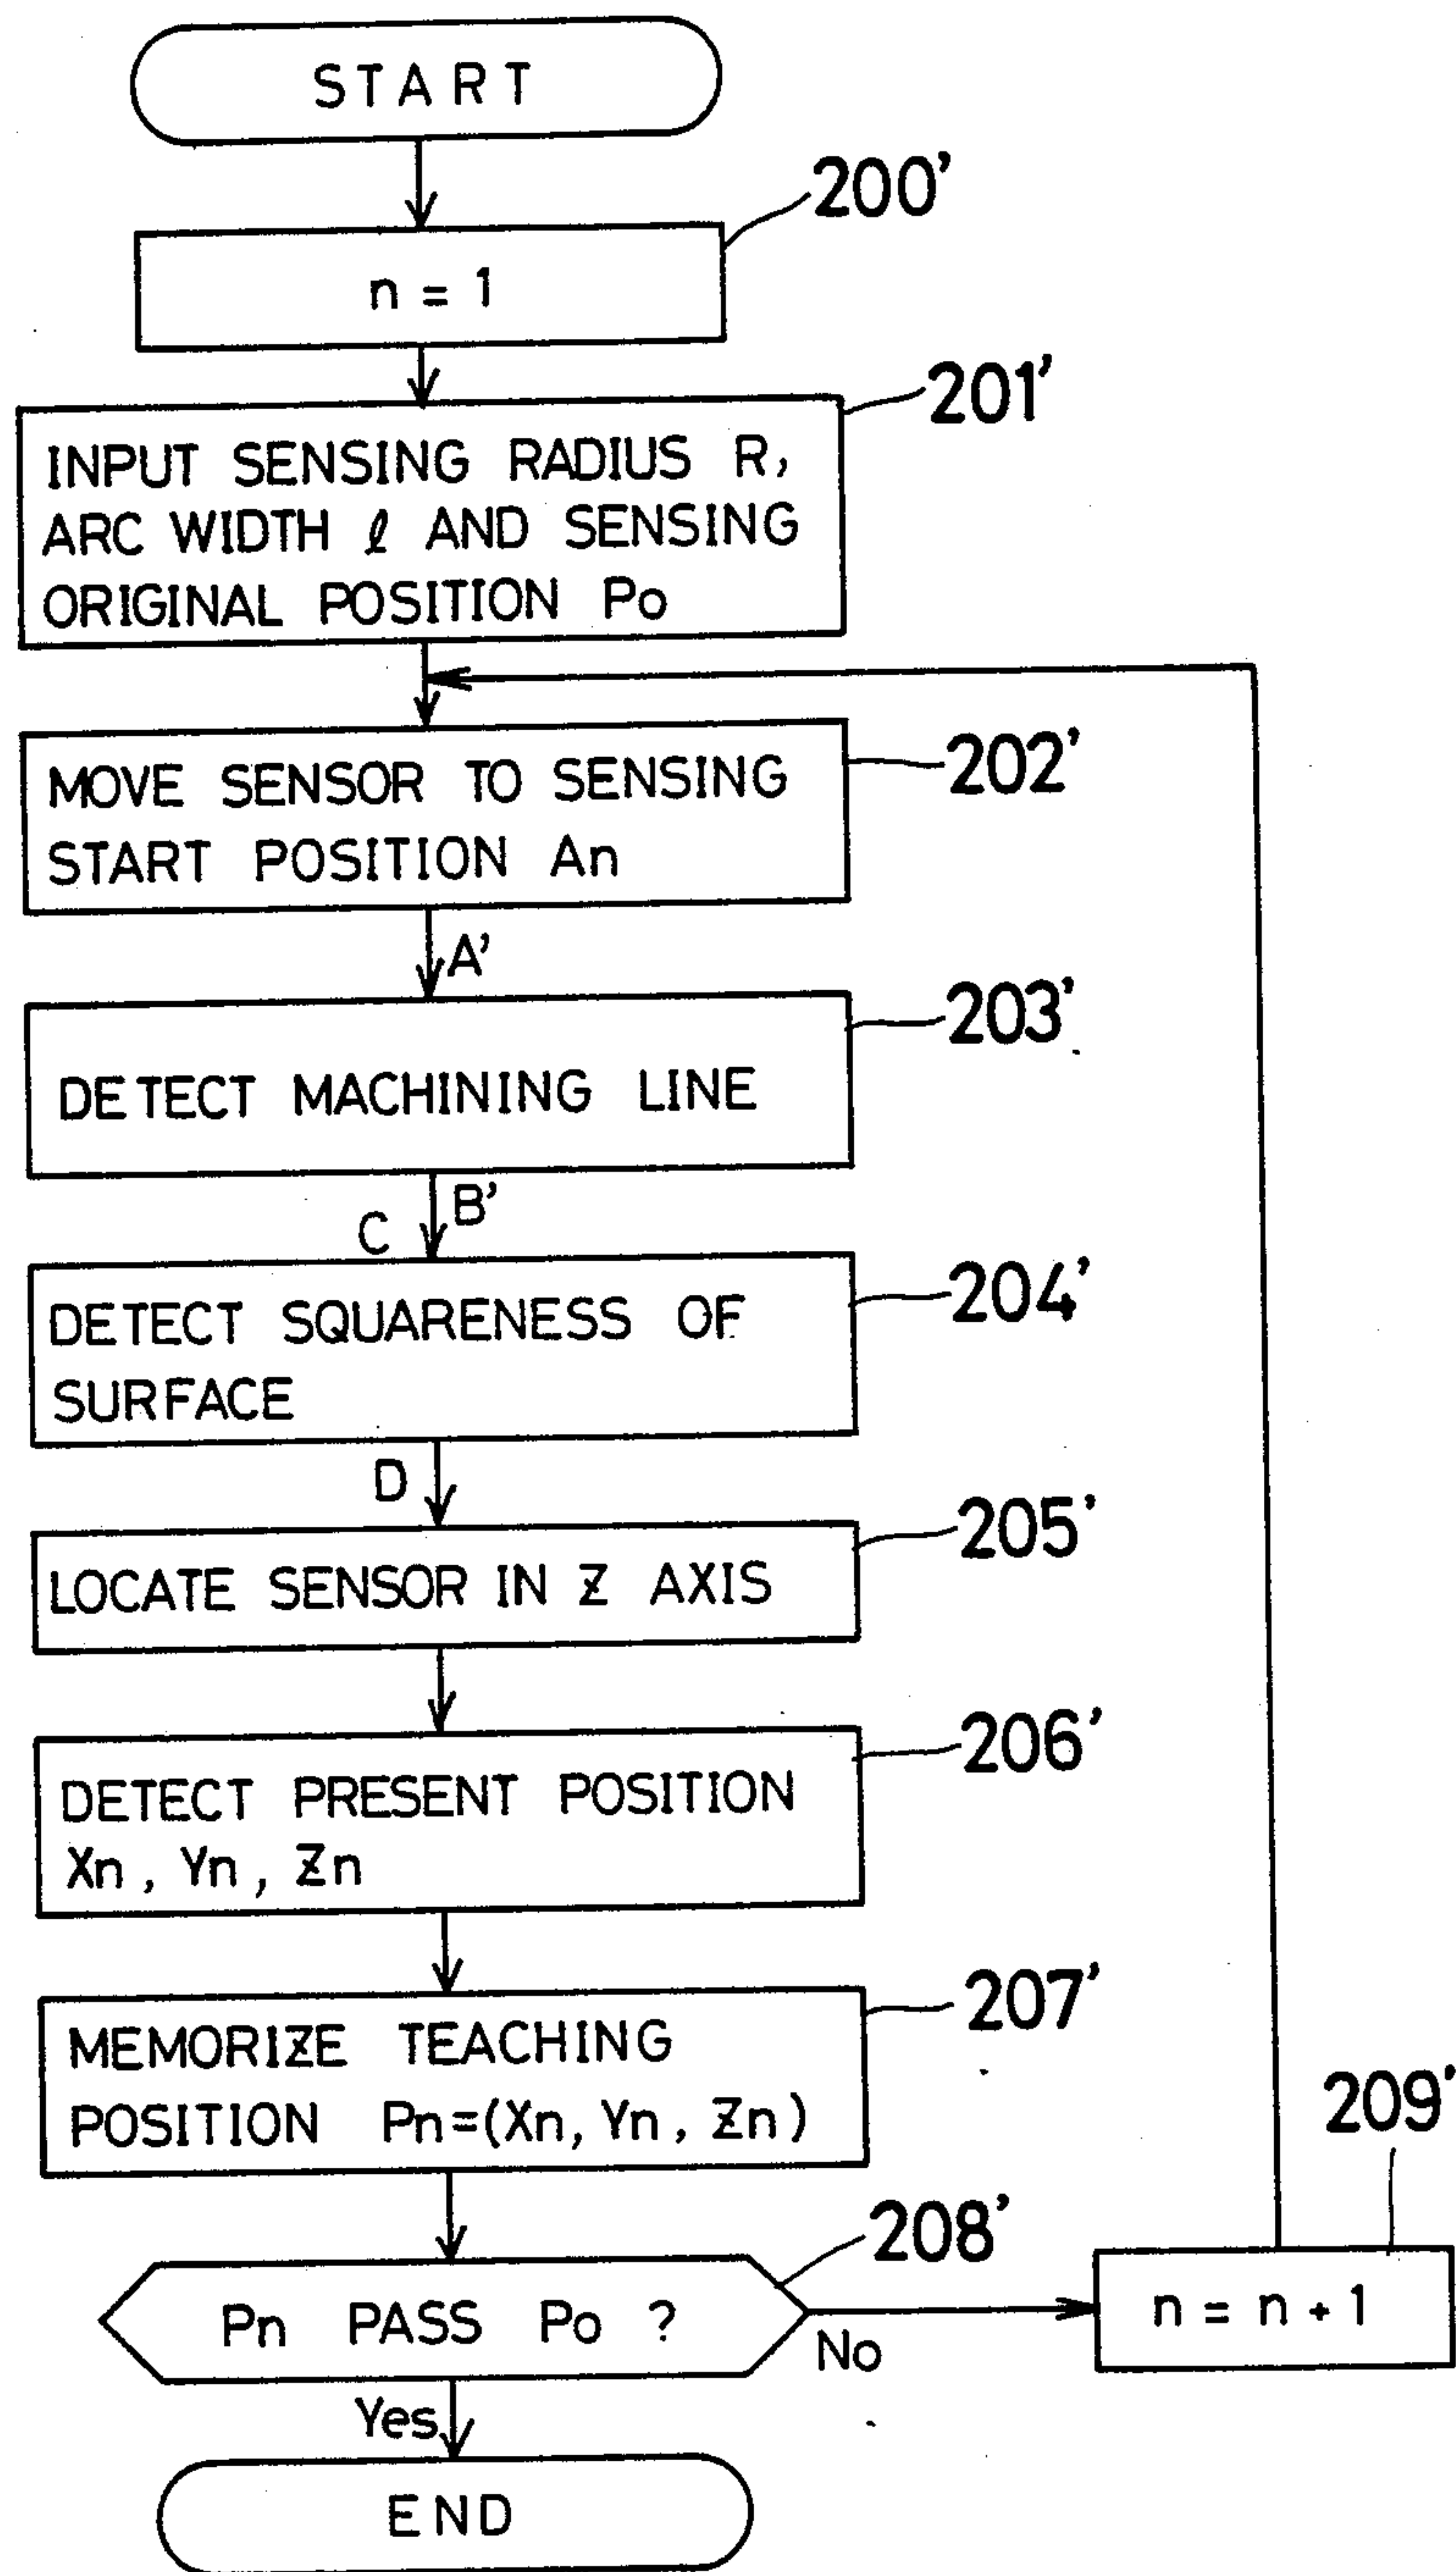 START
200'
n = 1
201'
INPUT SENSING RADIUS R,
ARC WIDTH ℓ AND SENSING
ORIGINAL POSITION Po
202'
MOVE SENSOR TO SENSING
START POSITION An
A'
203'
DETECT MACHINING LINE
B'
C
204'
DETECT SQUARENESS OF
SURFACE
D
205'
LOCATE SENSOR IN Z AXIS
206'
DETECT PRESENT POSITION
Xn, Yn, Zn
207'
MEMORIZE TEACHING
POSITION Pn=(Xn, Yn, Zn)
209'
208'
Pn PASS Po ?
No
n = n + 1
Yes
END